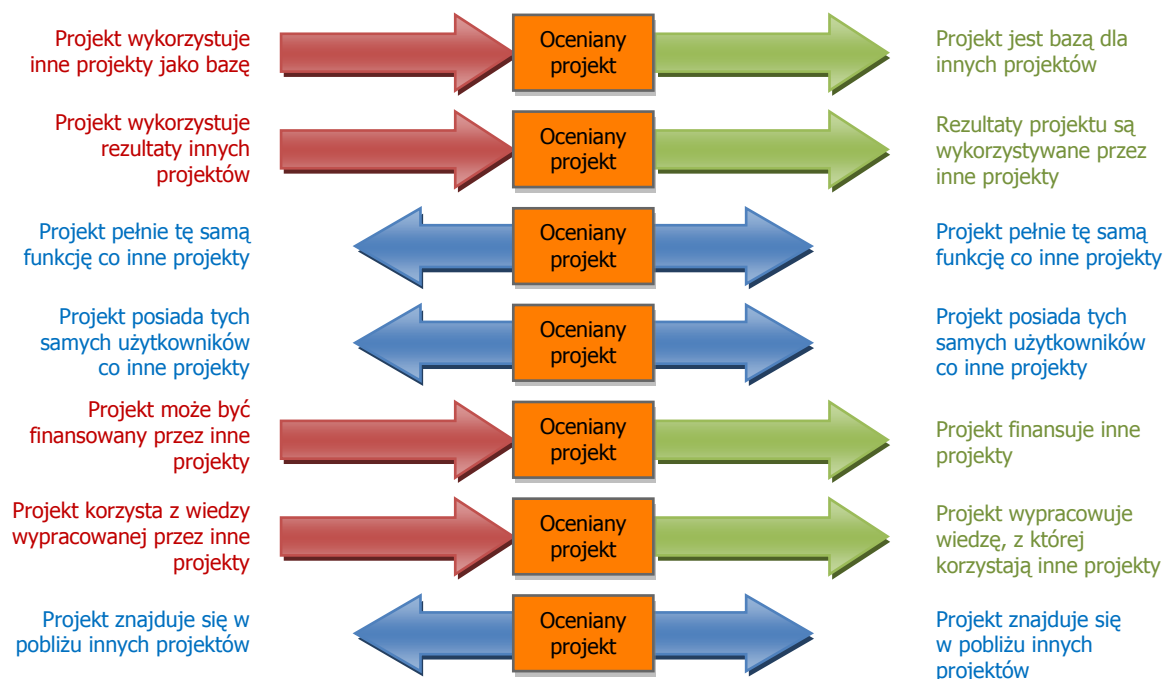 Projekt wykorzystuje
inne projekty jako bazę
Oceniany
projekt
Projekt jest bazą dla
innych projektów
Projekt wykorzystuje
rezultaty innych
projektów
Oceniany
projekt
Rezultaty projektu są
wykorzystywane przez
inne projekty
Projekt pełnie tę samą
funkcję co inne projekty
Oceniany
projekt
Projekt pełnie tę samą
funkcję co inne projekty
Projekt posiada tych
samych użytkowników
co inne projekty
Oceniany
projekt
Projekt posiada tych
samych użytkowników
co inne projekty
Projekt może być
finansowany przez inne
projekty
Oceniany
projekt
Projekt finansuje inne
projekty
Projekt korzysta z wiedzy
wypracowanej przez inne
projekty
Oceniany
projekt
Projekt wypracowuje
wiedzę, z której
korzystają inne projekty
Projekt znajduje się w
pobliżu innych projektów
Oceniany
projekt
Projekt znajduje się
w pobliżu innych
projektów